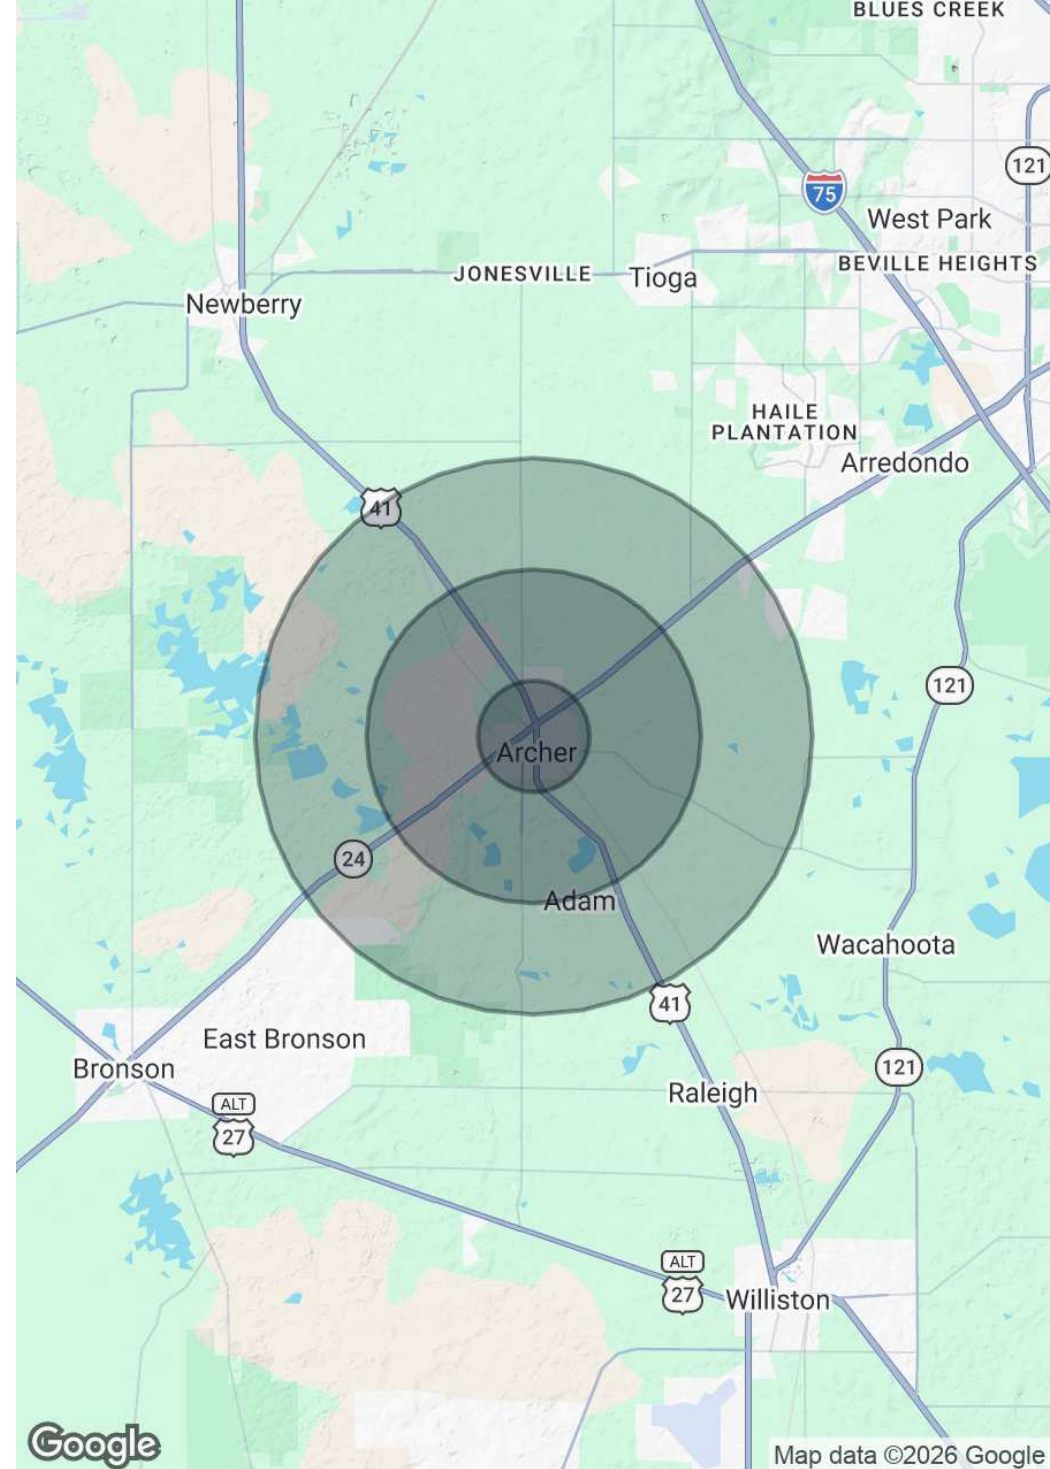 BLUES CREEK
121
75
West Park
BEVILLE HEIGHTS
JONESVILLE
Tioga
Newberry
HAILE
PLANTATION
Arredondo
41
121
Archer
24
Adam
Wacahoota
41
East Bronson
Bronson
121
Raleigh
ALT
27
ALT
27
Williston
Google
Map data ©2026 Google